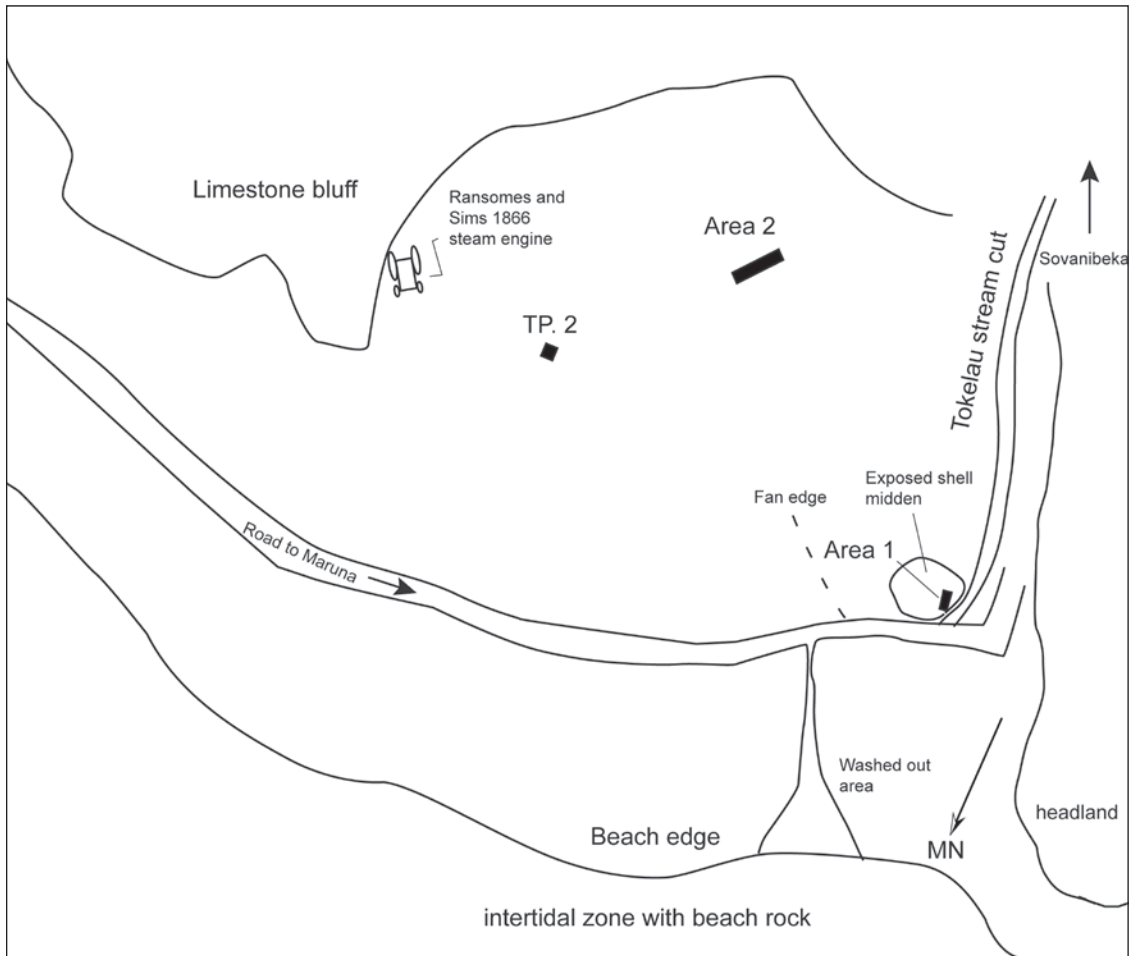 Limestone bluff
Ransomes and
Sims 1866
steam engine
Area 2
Sovanibeka
TP. 2
Tokelau stream cut
Exposed shell
midden
Fan edge
Area 1
Road to Maruna
Washed out
area
headland
Beach edge
MN
intertidal zone with beach rock